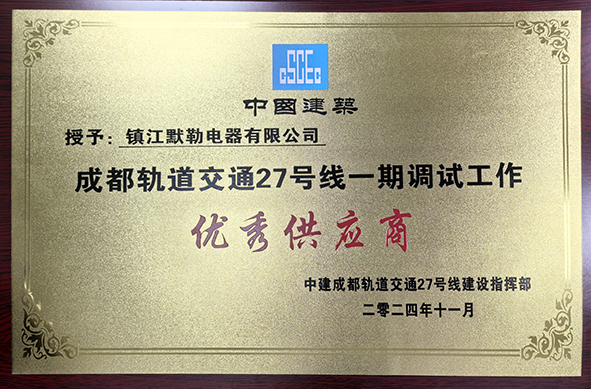 CSCEC
中國建築
授予：镇江默勒电器有限公司
成都轨道交通27号线一期调试工作
优秀供应商
中建成都轨道交通27号线建设指挥部
二零二四年十一月